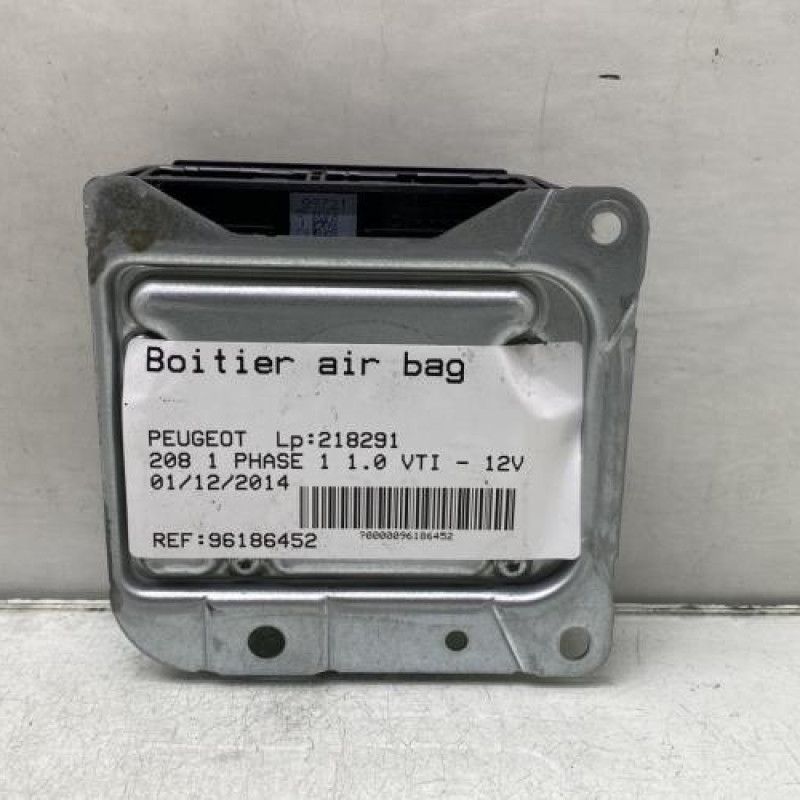 Boitier air bag
PEUGEOT Lp:218291
208 1 PHASE 1 1.0 VTI - 12V
01/12/2014
REF:96186452
?0000096186452